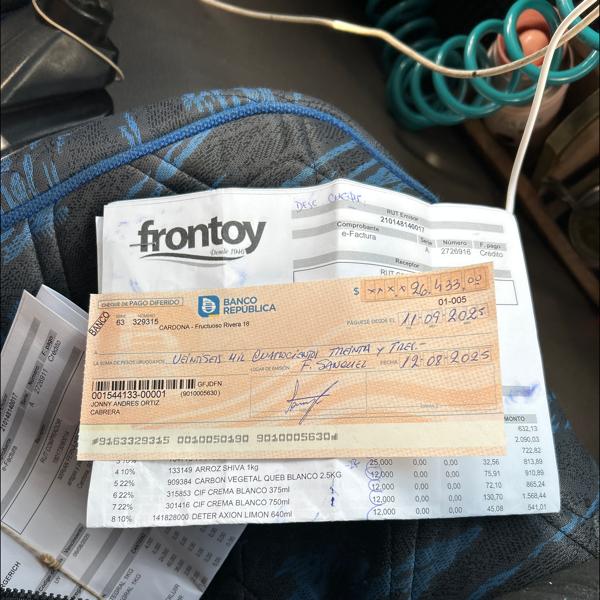 DESC CHEQUE
frontoy
Desde 1946
RUT Emisor
210148140017
Comprobante Serie Número F. pago
e-Factura A 2726916 Crédito
Receptor
CHEQUE DE PAGO DIFERIDO
BANCO
REPÚBLICA
$ xxxx 26.433.00
01-005
BANCO
SERIE NÚMERO
63 329315
CARDONA - Fructuoso Rivera 18
PÁGUESE DESDE EL 11-09-2025
A
LA SUMA DE PESOS URUGUAYOS VEINTISEIS MIL CUATROCIENTOS TREINTA Y TRES.-
LUGAR DE EMISIÓN FECHA 12-08-2025
GFJDFN
001544133-00001 (9010005630)
JONNY ANDRES ORTIZ
CABRERA
9163329315 0010050190 9010005630
MONTO
632,13
2.090,03
722,82
4 10% 133149 ARROZ SHIVA 1kg 25,000 0,00 0,00 32,56 813,89
5 22% 909384 CARBON VEGETAL QUEB BLANCO 2.5KG 12,000 0,00 0,00 75,91 910,89
6 22% 315853 CIF CREMA BLANCO 375ml 12,000 0,00 0,00 72,10 865,24
7 22% 301416 CIF CREMA BLANCO 750ml 12,000 0,00 0,00 130,70 1.568,44
8 10% 141828000 DETER AXION LIMON 640ml 12,000 0,00 0,00 45,08 541,01
F. pago
Crédito
2726911
210148140017
e-Factura
RUT COMPRADOR